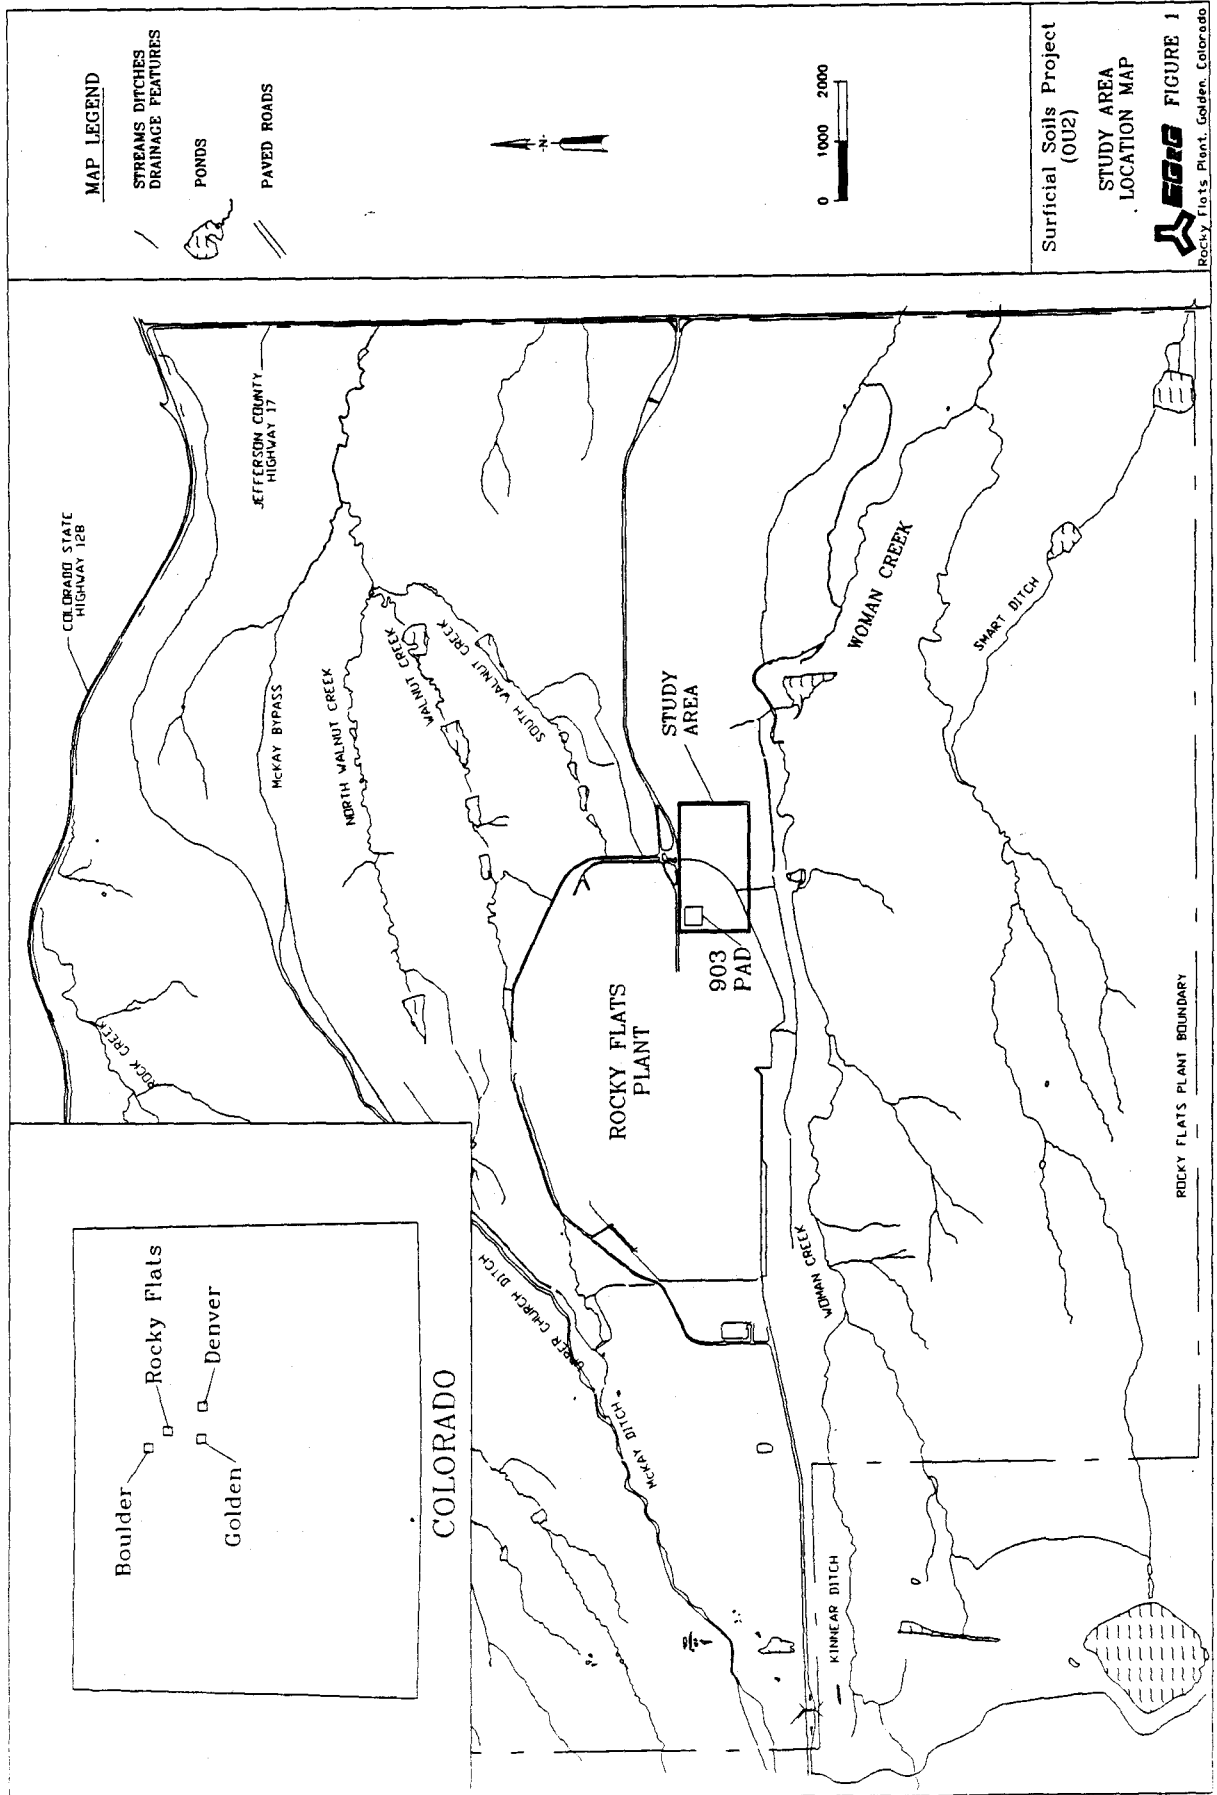 MAP LEGEND
STREAMS DITCHES
DRAINAGE FEATURES
PONDS
PAVED ROADS
-N-
0 1000 2000
Surficial Soils Project
(OU2)
STUDY AREA
LOCATION MAP
EG&G FIGURE 1
Rocky Flats Plant, Golden, Colorado
COLORADO STATE
HIGHWAY 128
JEFFERSON COUNTY
HIGHWAY 17
McKAY BYPASS
NORTH WALNUT CREEK
WALNUT CREEK
SOUTH WALNUT CREEK
ROCK CREEK
STUDY
AREA
903
PAD
ROCKY FLATS
PLANT
WOMAN CREEK
SMART DITCH
WOMAN CREEK
UPPER CHURCH DITCH
McKAY DITCH
KINNEAR DITCH
ROCKY FLATS PLANT BOUNDARY
Boulder
Rocky Flats
Denver
Golden
COLORADO